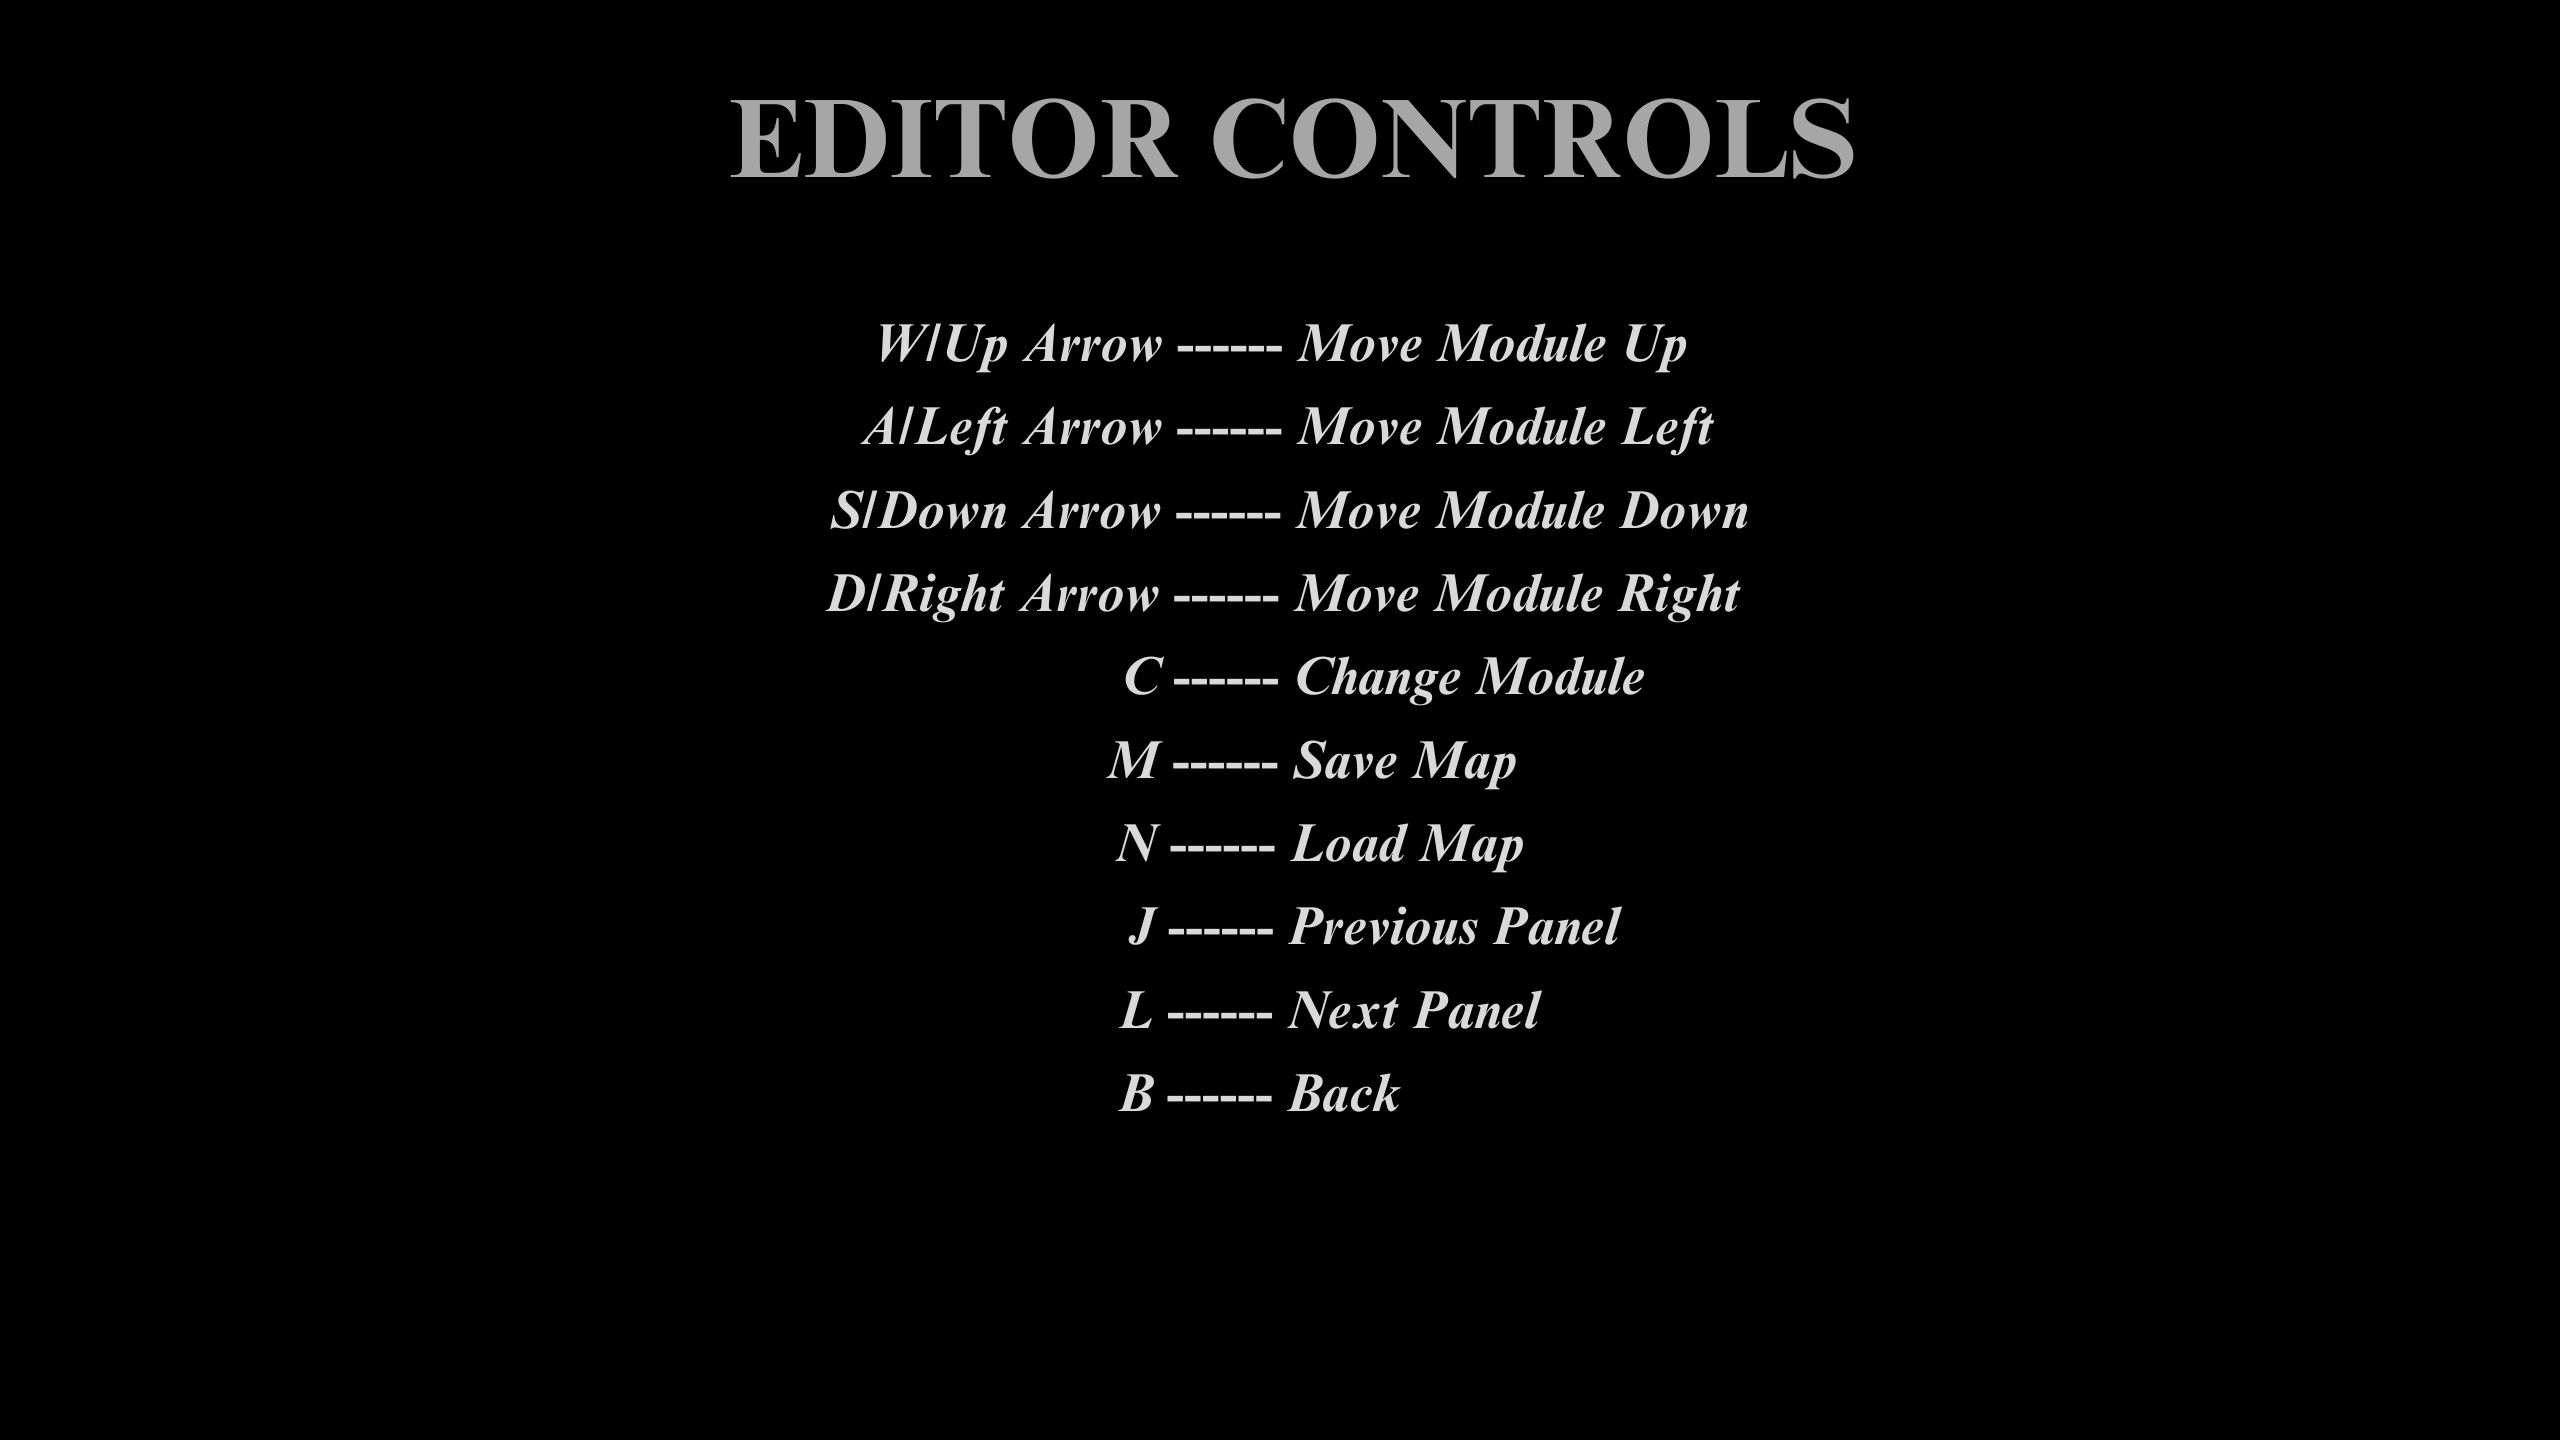 EDITOR CONTROLS
W/Up Arrow ------ Move Module Up
A/Left Arrow ------ Move Module Left
S/Down Arrow ------ Move Module Down
D/Right Arrow ------ Move Module Right
C ------ Change Module
M ------ Save Map
N ------ Load Map
J ------ Previous Panel
L ------ Next Panel
B ------ Back